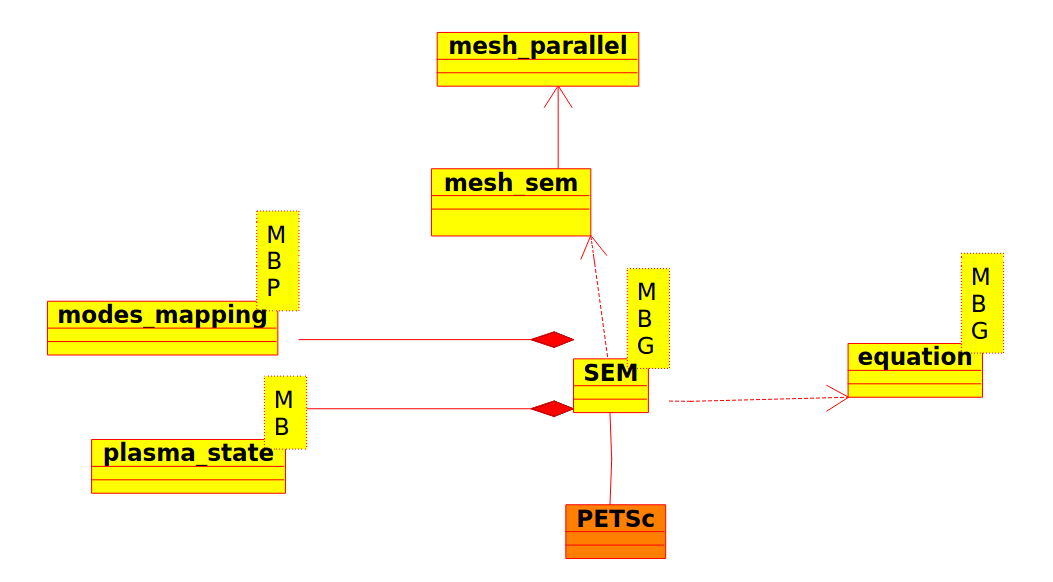 mesh_parallel
mesh_sem
M
B
P
modes_mapping
M
B
G
SEM
M
B
G
equation
M
B
plasma_state
PETSc